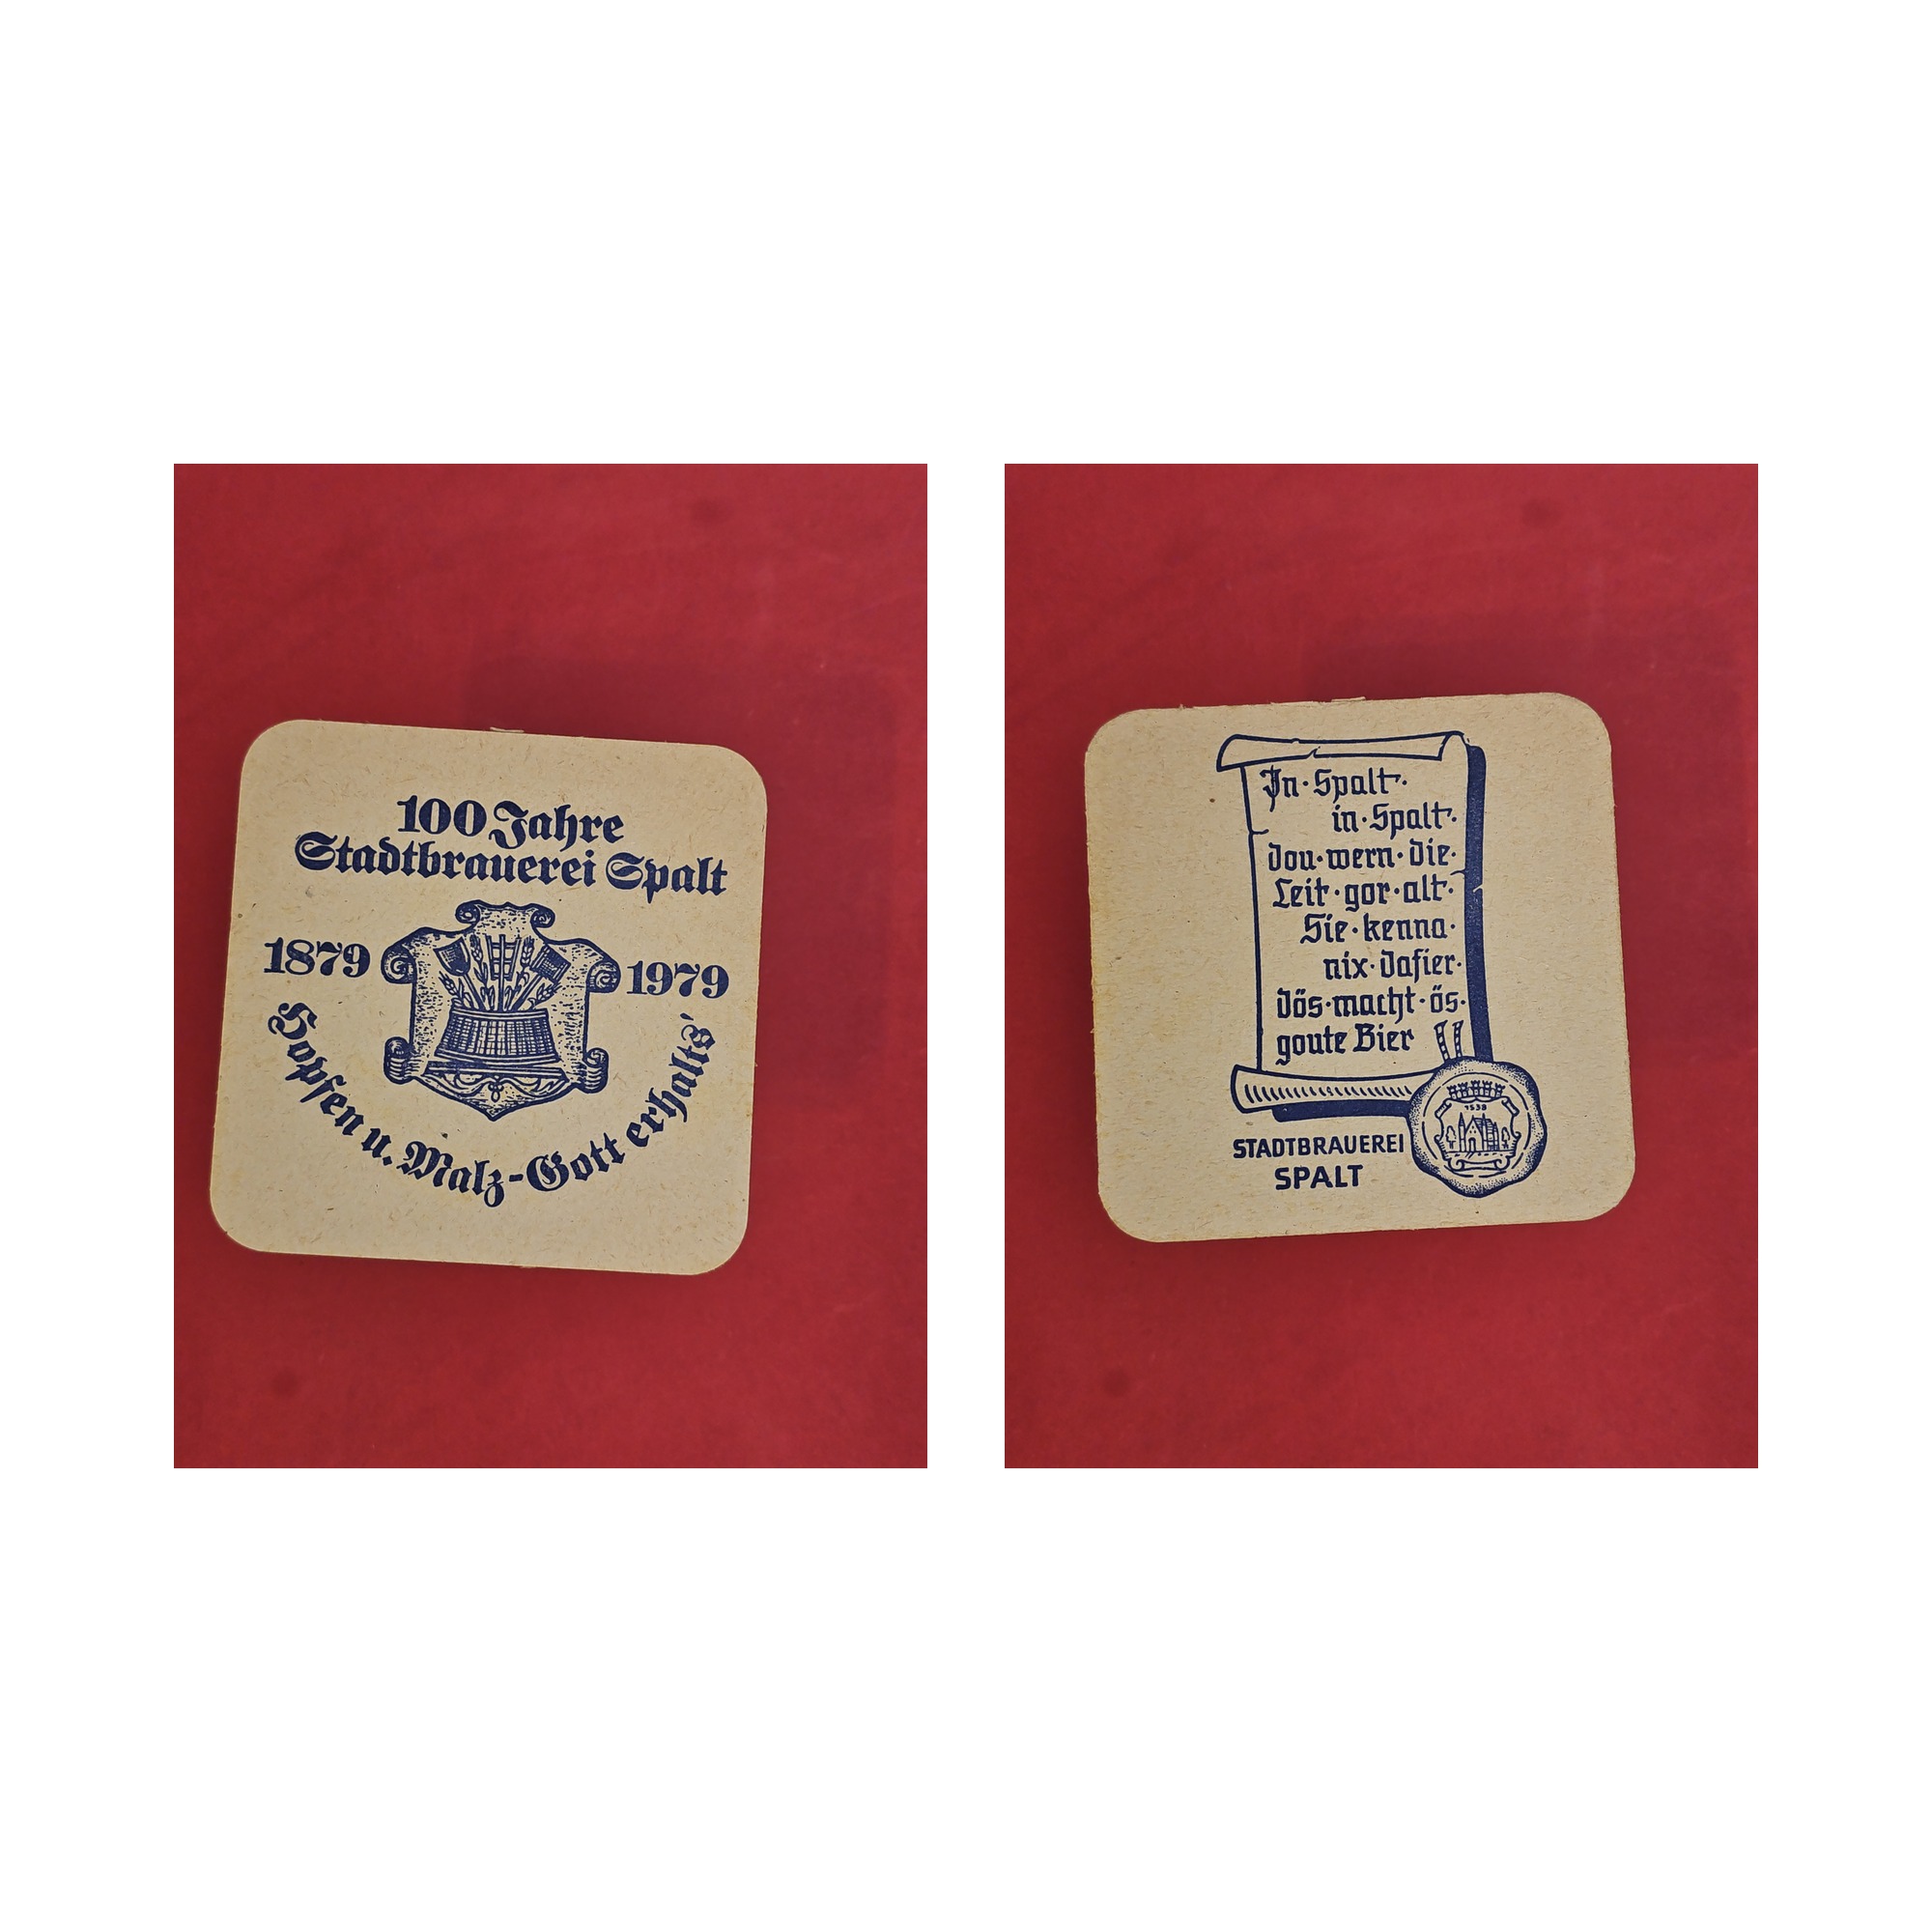 100 Jahre
Stadtbrauerei Spalt
1879 1979
Hopfen u. Malz-Gott erhalts'
In·Spalt·
in·Spalt·
dou·wern·die·
Leit·gor·alt·
Sie·kenna·
nix·dafier·
dös·macht·ös·
goute Bier
1538
STADTBRAUEREI
SPALT